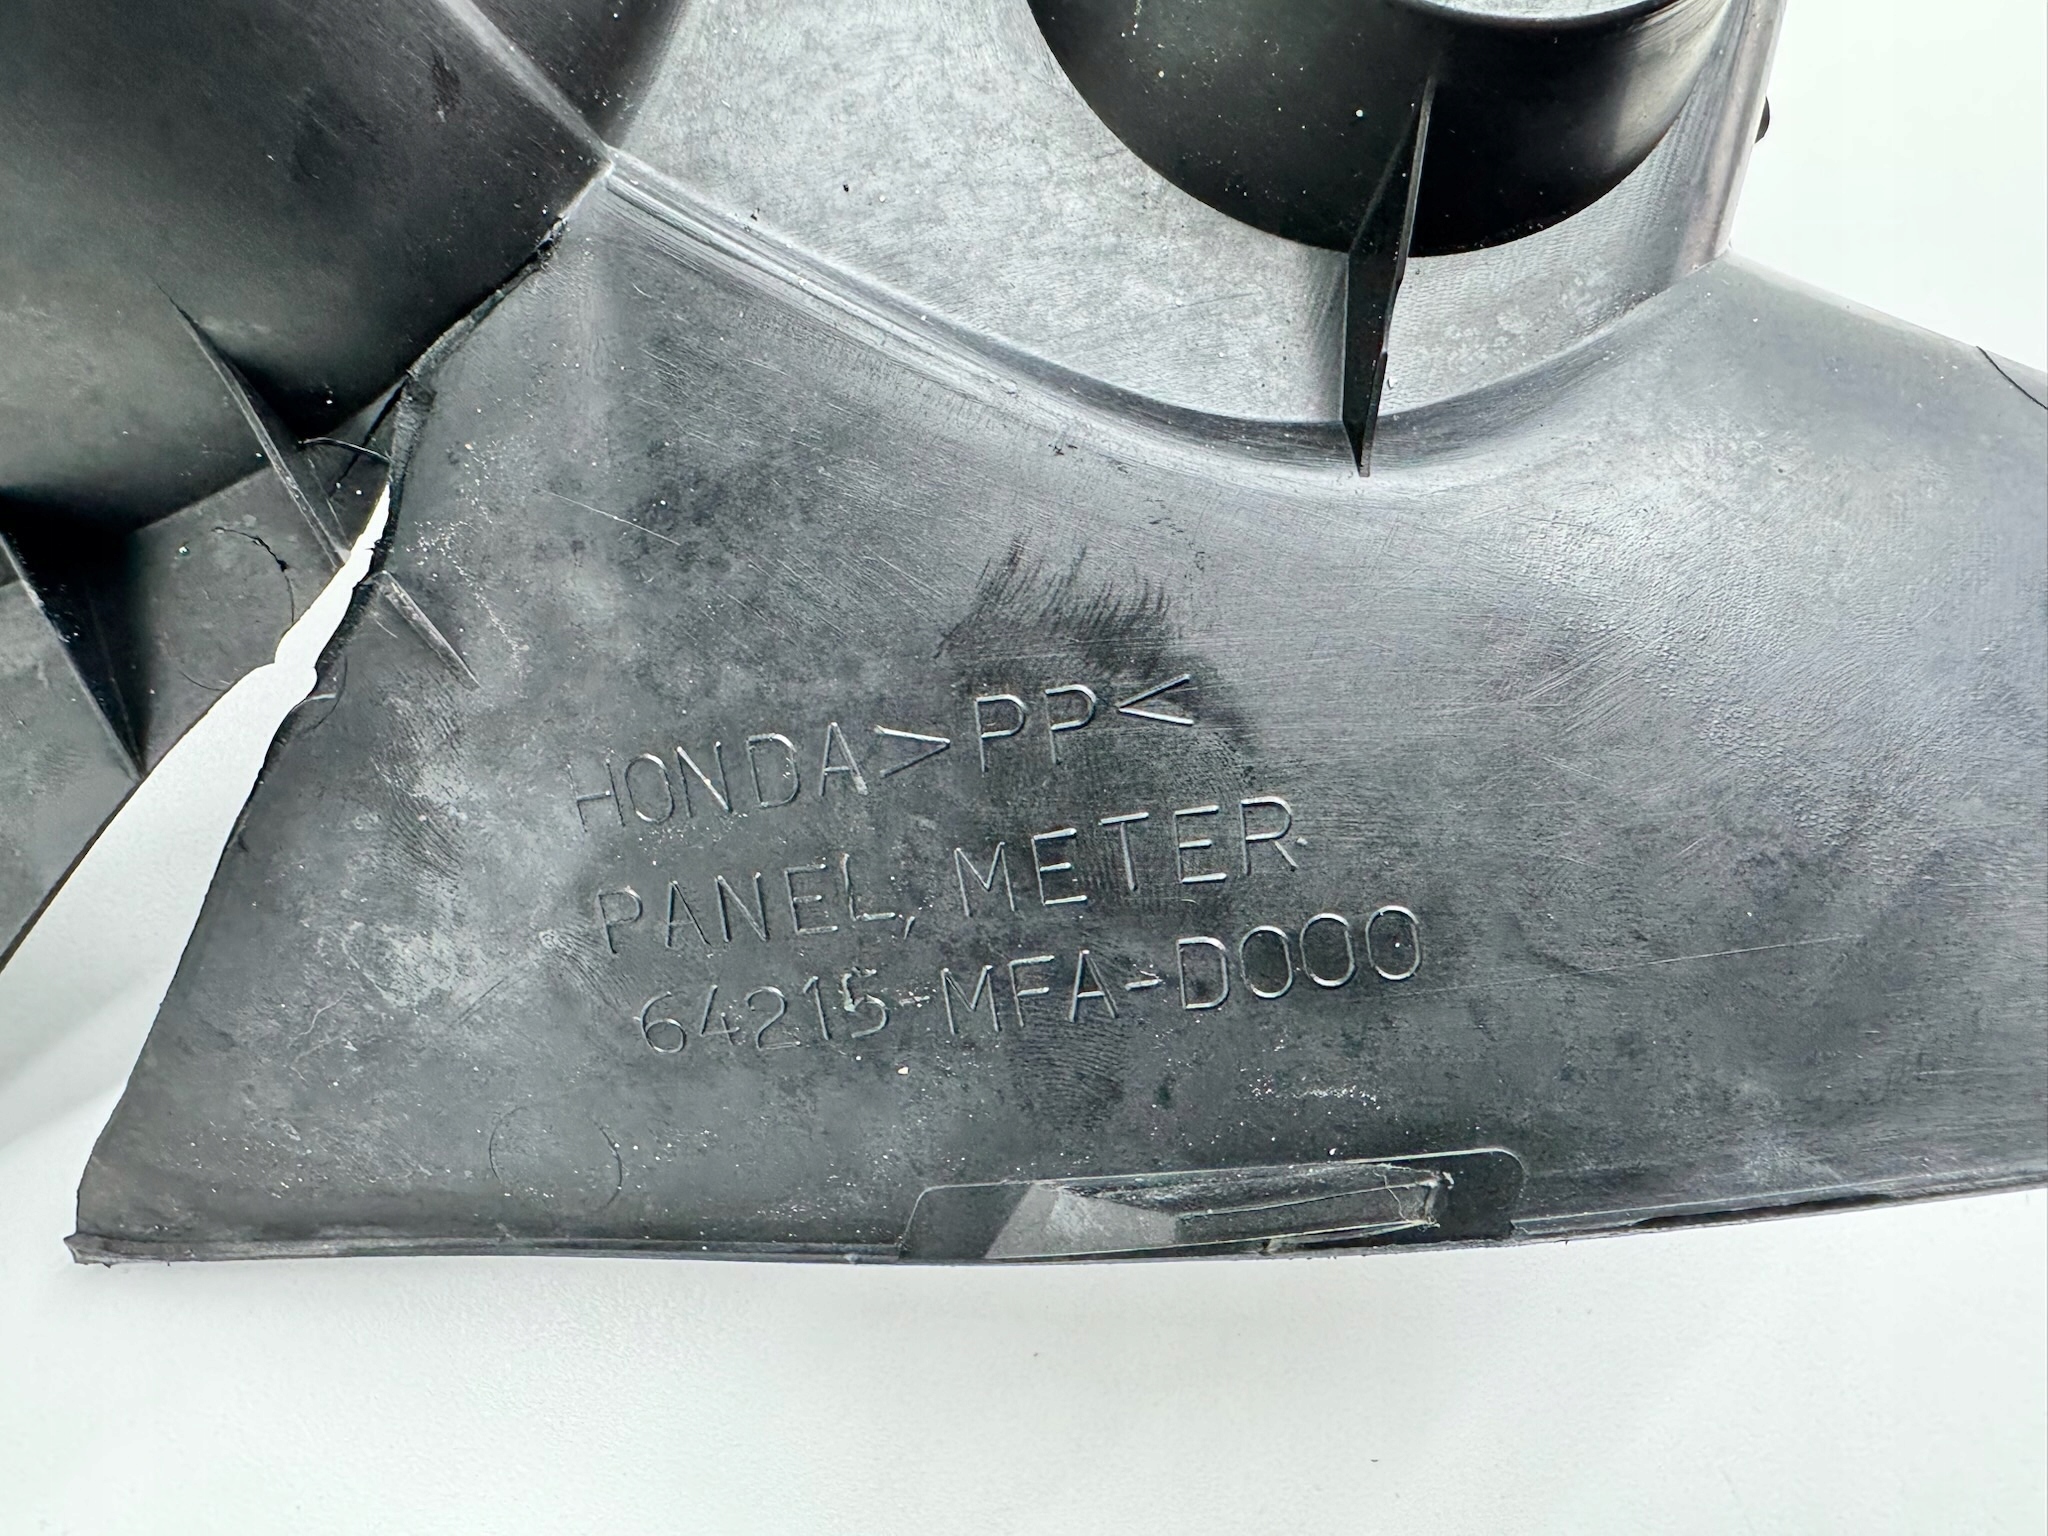 HONDA>PP<
PANEL, METER
64215-MFA-D000